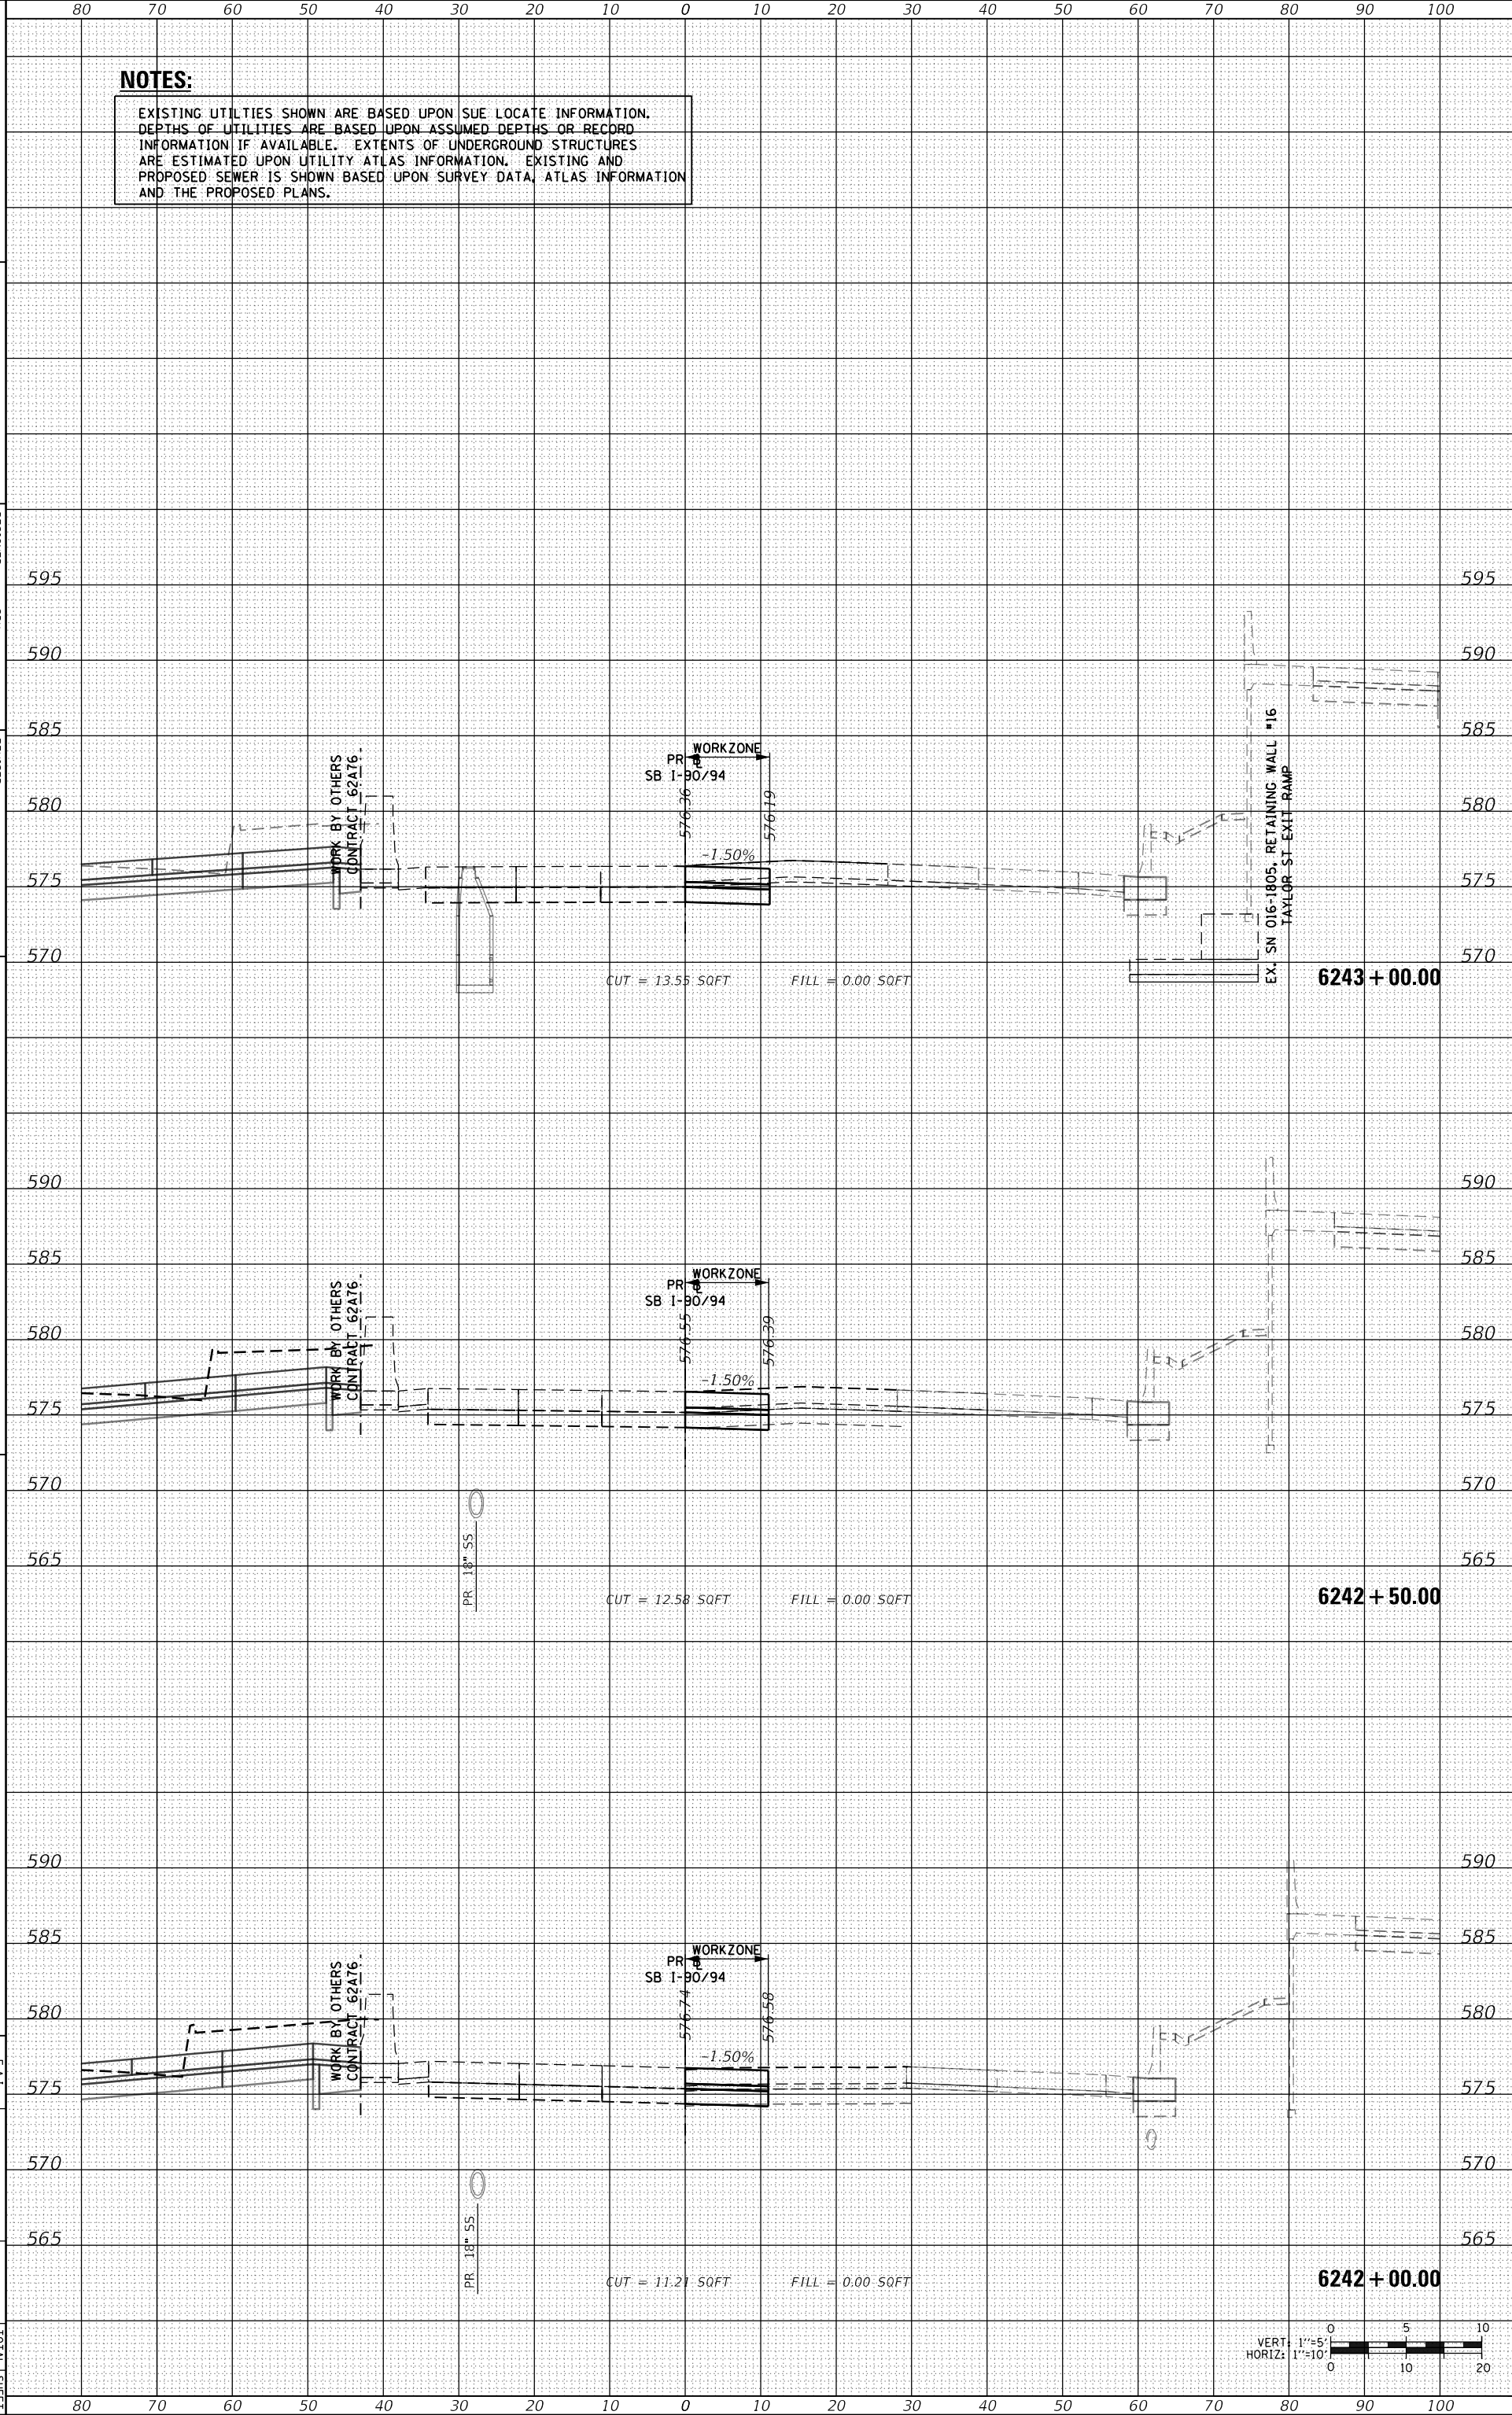 80 70 60 50 40 30 20 10 0 10 20 30 40 50 60 70 80 90 100
NOTES:
EXISTING UTILTIES SHOWN ARE BASED UPON SUE LOCATE INFORMATION.
DEPTHS OF UTILITIES ARE BASED UPON ASSUMED DEPTHS OR RECORD
INFORMATION IF AVAILABLE. EXTENTS OF UNDERGROUND STRUCTURES
ARE ESTIMATED UPON UTILITY ATLAS INFORMATION. EXISTING AND
PROPOSED SEWER IS SHOWN BASED UPON SURVEY DATA, ATLAS INFORMATION
AND THE PROPOSED PLANS.
595 595
590 590
585 585
580 580
575 575
570 570
WORK BY OTHERS
CONTRACT 62A76
WORKZONE
PR
SB I-90/94
576.36
576.19
-1.50%
EX. SN 016-1805, RETAINING WALL #16
TAYLOR ST EXIT RAMP
CUT = 13.55 SQFT FILL = 0.00 SQFT
6243+00.00
590 590
585 585
580 580
575 575
570 570
565 565
WORK BY OTHERS
CONTRACT 62A76
WORKZONE
PR
SB I-90/94
576.55
576.39
-1.50%
PR 18" SS
CUT = 12.58 SQFT FILL = 0.00 SQFT
6242+50.00
590 590
585 585
580 580
575 575
570 570
565 565
WORK BY OTHERS
CONTRACT 62A76
WORKZONE
PR
SB I-90/94
576.74
576.58
-1.50%
PR 18" SS
CUT = 11.21 SQFT FILL = 0.00 SQFT
6242+00.00
0 5 10
VERT: 1"=5'
HORIZ: 1"=10'
0 10 20
80 70 60 50 40 30 20 10 0 10 20 30 40 50 60 70 80 90 100